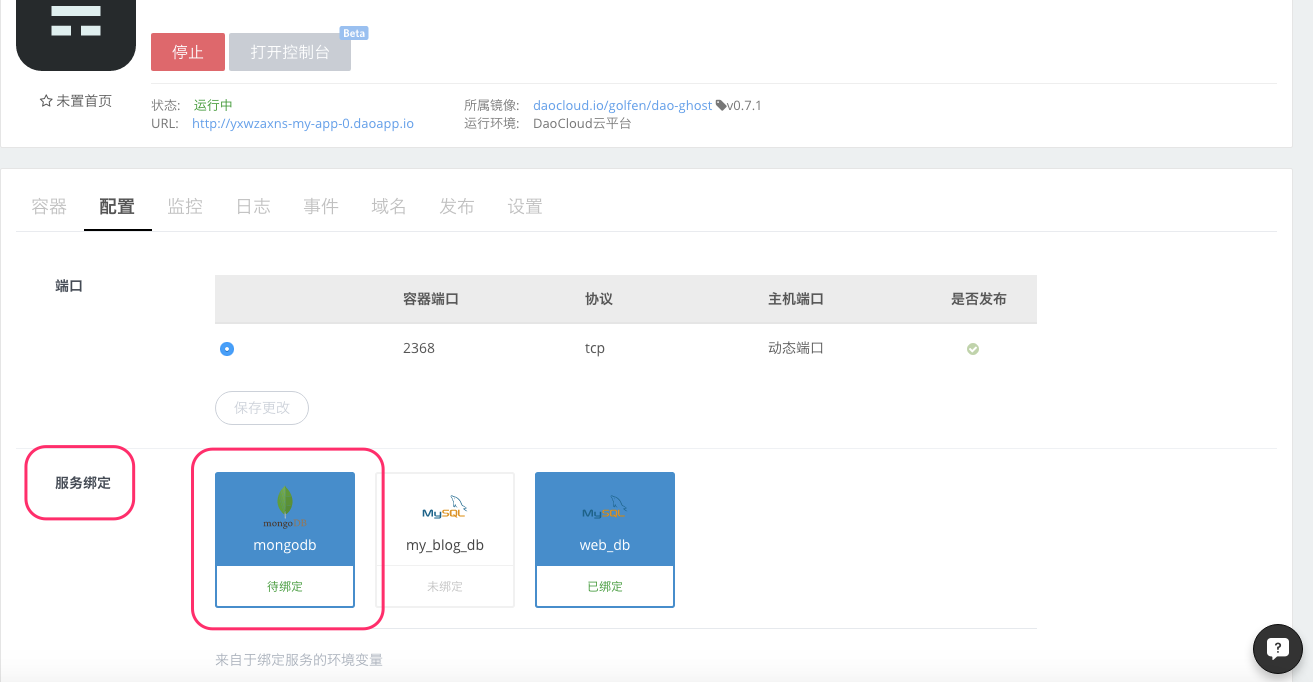 Beta
停止 打开控制台
未置首页
状态: 运行中 所属镜像: daocloud.io/golfen/dao-ghost v0.7.1
URL: http://yxwzaxns-my-app-0.daoapp.io 运行环境: DaoCloud云平台
容器 配置 监控 日志 事件 域名 发布 设置
端口
容器端口 协议 主机端口 是否发布
2368 tcp 动态端口
保存更改
服务绑定
mongoDB MySQL MySQL
mongodb my_blog_db web_db
待绑定 未绑定 已绑定
来自于绑定服务的环境变量
?